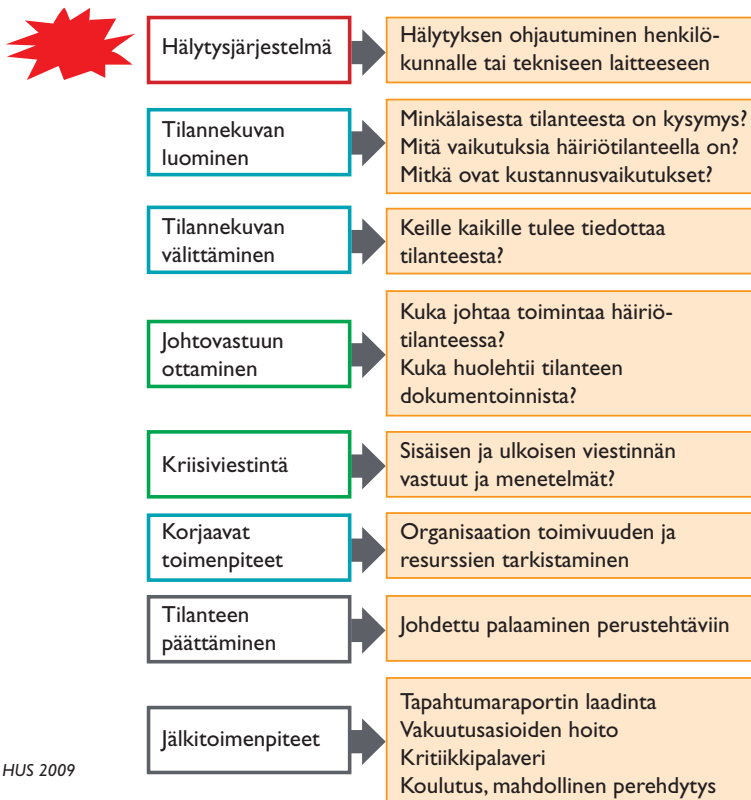 Hälytysjärjestelmä
Hälytyksen ohjautuminen henkilö-
kunnalle tai tekniseen laitteeseen
Tilannekuvan
luominen
Minkälaisesta tilanteesta on kysymys?
Mitä vaikutuksia häiriötilanteella on?
Mitkä ovat kustannusvaikutukset?
Tilannekuvan
välittäminen
Keille kaikille tulee tiedottaa
tilanteesta?
Johtovastuun
ottaminen
Kuka johtaa toimintaa häiriö-
tilanteessa?
Kuka huolehtii tilanteen
dokumentoinnista?
Kriisiviestintä
Sisäisen ja ulkoisen viestinnän
vastuut ja menetelmät?
Korjaavat
toimenpiteet
Organisaation toimivuuden ja
resurssien tarkistaminen
Tilanteen
päättäminen
Johdettu palaaminen perustehtäviin
Jälkitoimenpiteet
Tapahtumaraportin laadinta
Vakuutusasioiden hoito
Kritiikkipalaveri
Koulutus, mahdollinen perehdytys
HUS 2009